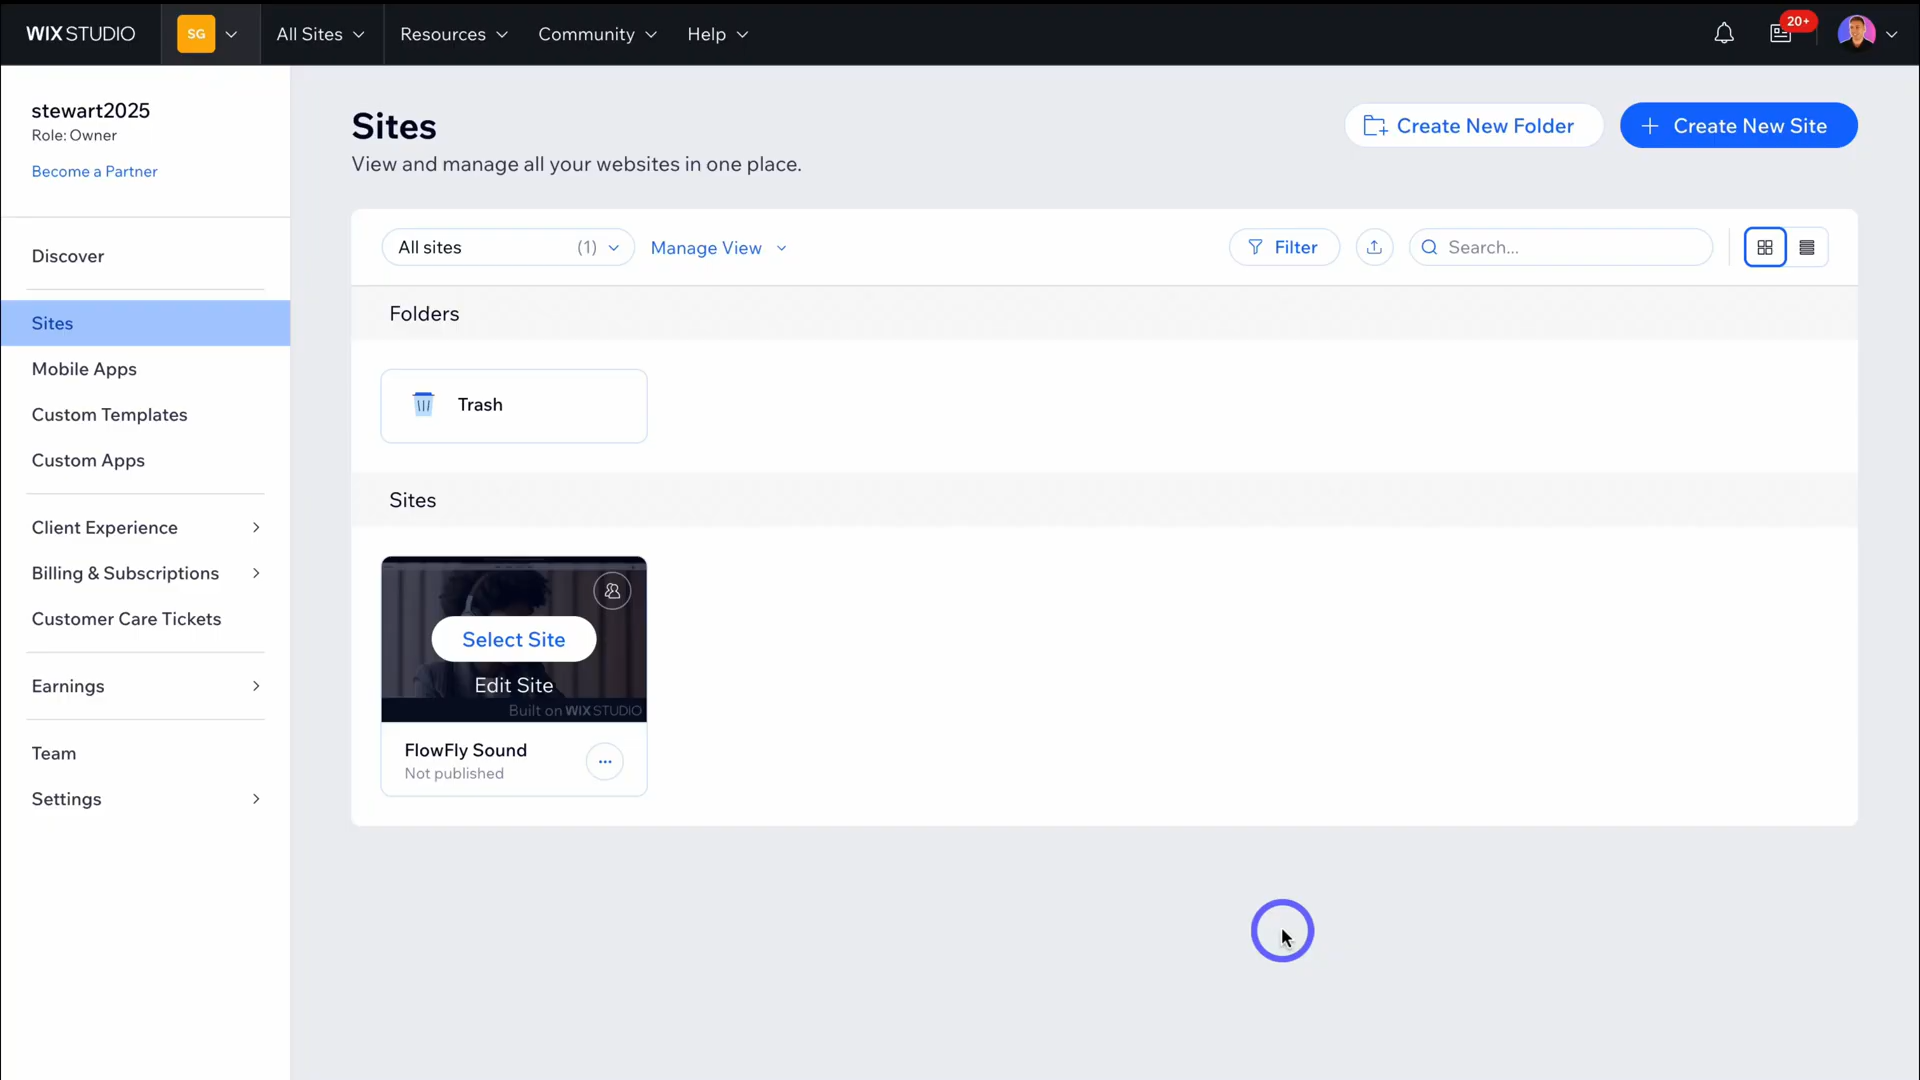 WIX STUDIO
SG
All Sites
Resources
Community
Help
20+
stewart2025
Role: Owner
Become a Partner
Discover
Sites
Mobile Apps
Custom Templates
Custom Apps
Client Experience
Billing & Subscriptions
Customer Care Tickets
Earnings
Team
Settings
Sites
View and manage all your websites in one place.
Create New Folder
+ Create New Site
All sites (1)
Manage View
Filter
Search...
Folders
Trash
Sites
Select Site
Edit Site
Built on WIX STUDIO
FlowFly Sound
Not published